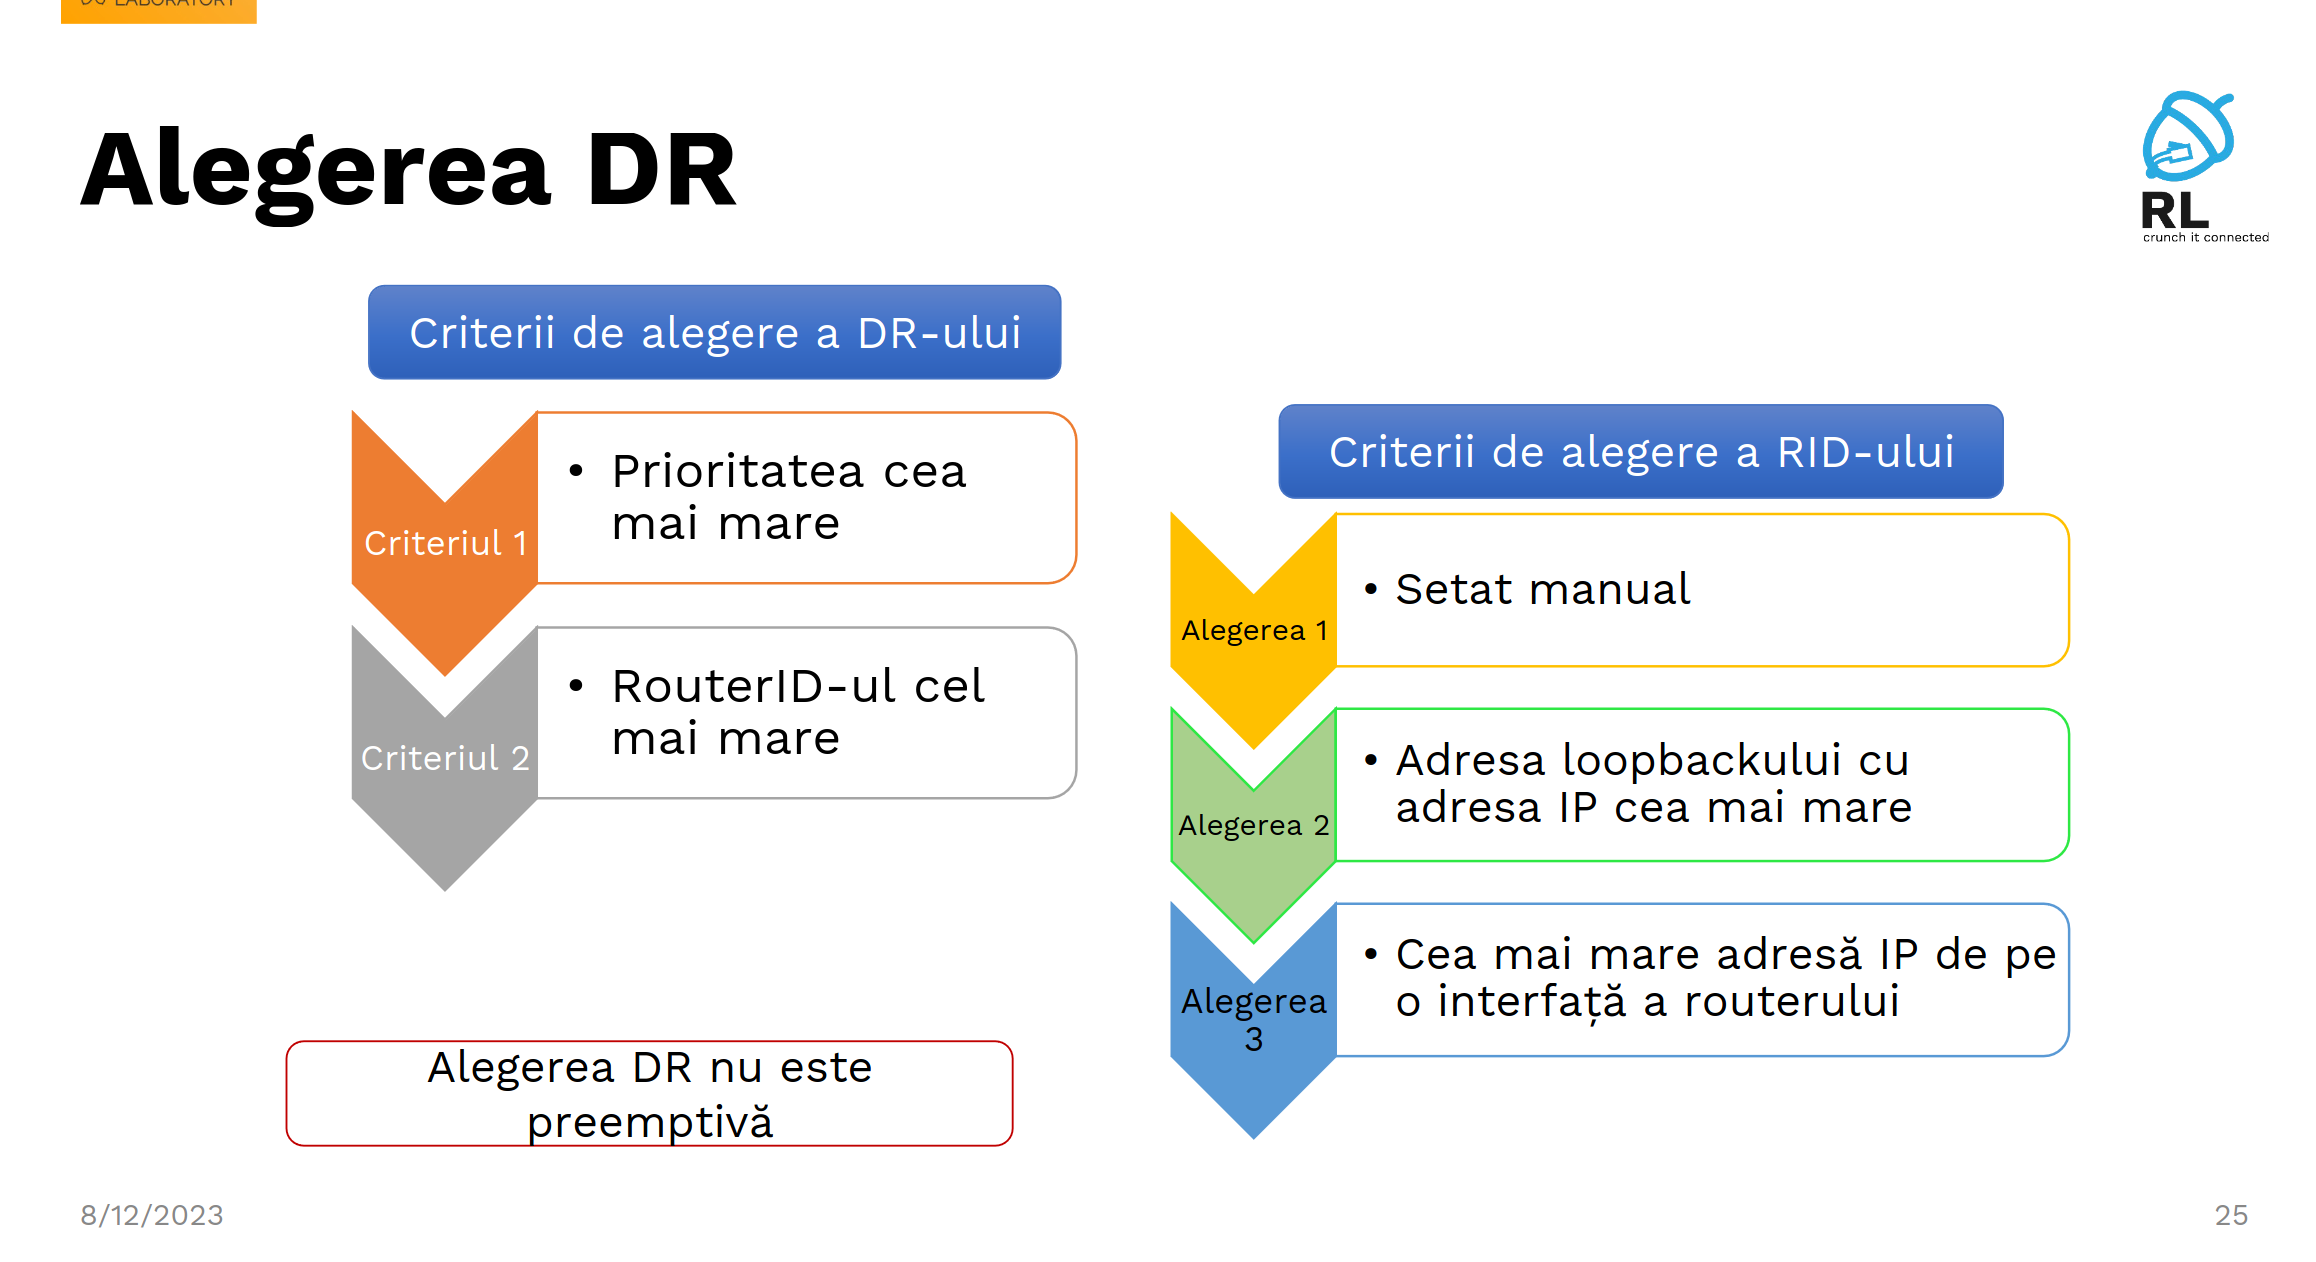 LABORATORY
Alegerea DR
RL
crunch it connected
Criterii de alegere a DR-ului
Criteriul 1
• Prioritatea cea
mai mare
Criteriul 2
• RouterID-ul cel
mai mare
Alegerea DR nu este
preemptivă
Criterii de alegere a RID-ului
Alegerea 1
• Setat manual
Alegerea 2
• Adresa loopbackului cu
adresa IP cea mai mare
Alegerea
3
• Cea mai mare adresă IP de pe
o interfață a routerului
8/12/2023
25